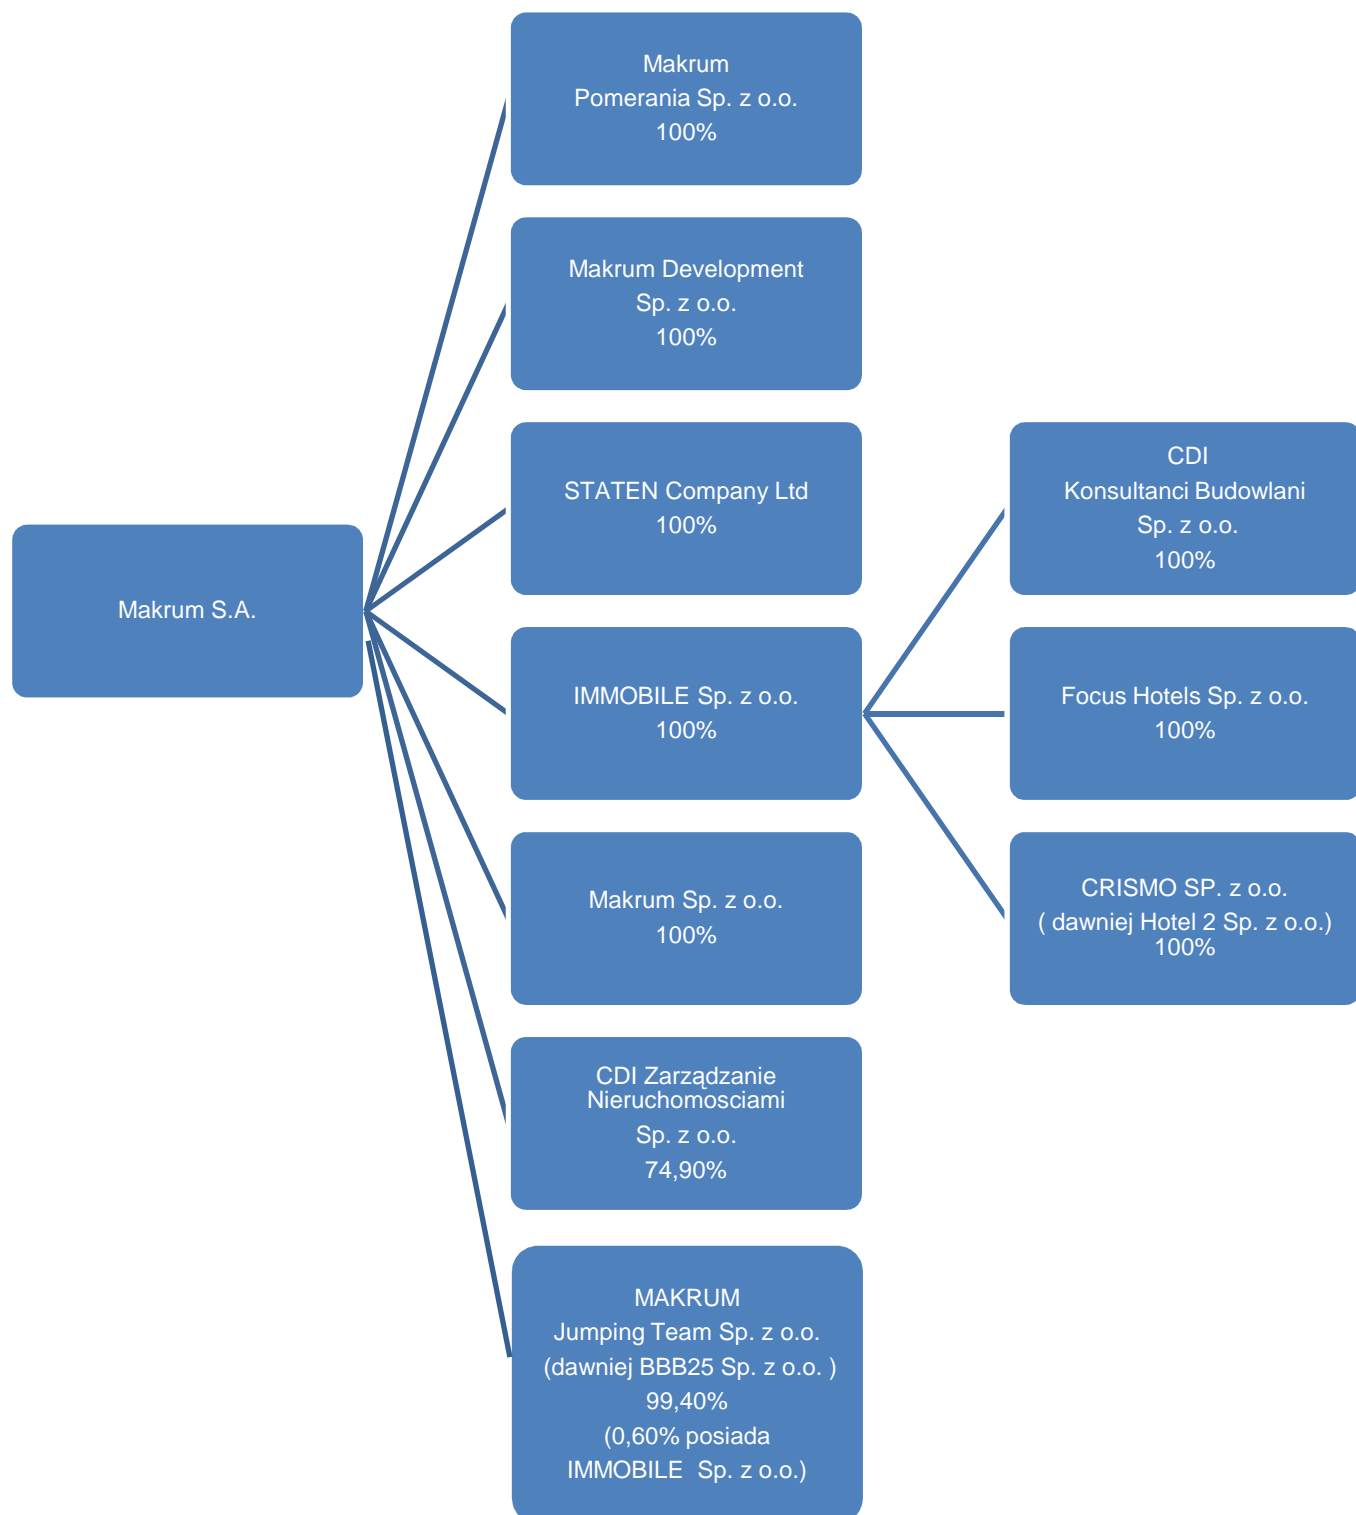 Makrum
Pomerania Sp. z o.o.
100%
Makrum Development
Sp. z o.o.
100%
STATEN Company Ltd
100%
CDI
Konsultanci Budowlani
Sp. z o.o.
100%
Makrum S.A.
IMMOBILE Sp. z o.o.
100%
Focus Hotels Sp. z o.o.
100%
Makrum Sp. z o.o.
100%
CRISMO SP. z o.o.
( dawniej Hotel 2 Sp. z o.o.)
100%
CDI Zarządzanie
Nieruchomosciami
Sp. z o.o.
74,90%
MAKRUM
Jumping Team Sp. z o.o.
(dawniej BBB25 Sp. z o.o. )
99,40%
(0,60% posiada
IMMOBILE  Sp. z o.o.)